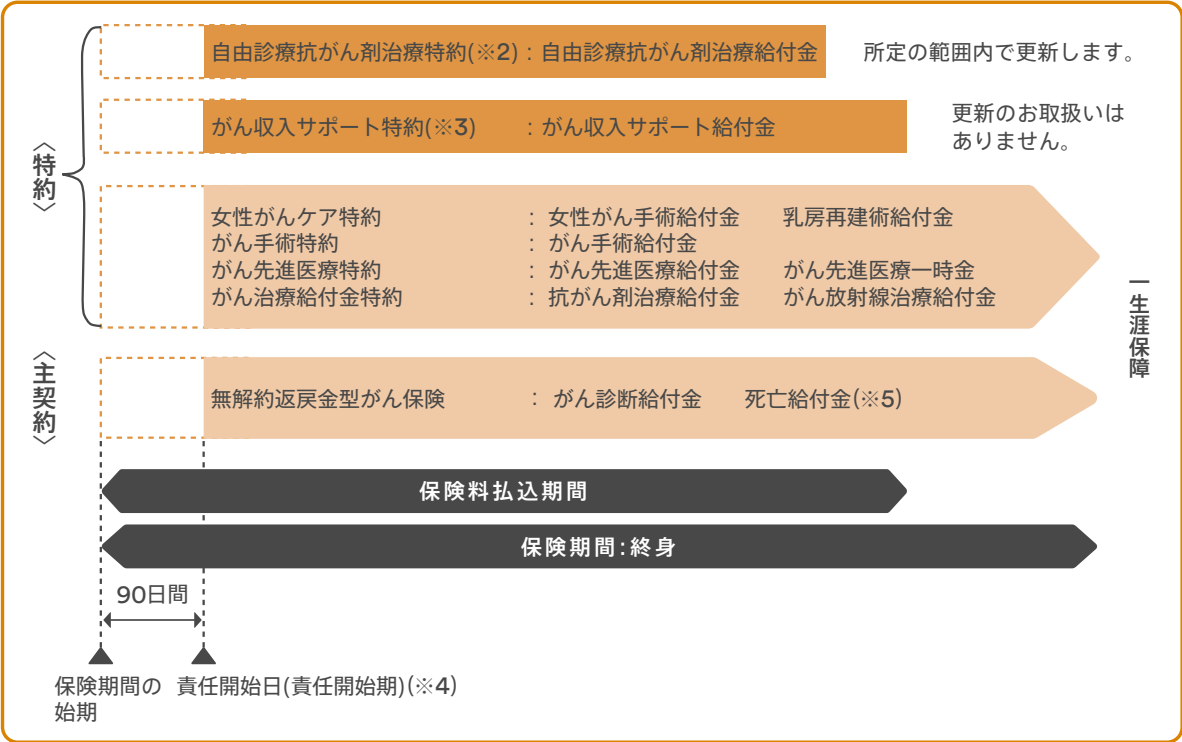 〈特約〉
自由診療抗がん剤治療特約(※2)：自由診療抗がん剤治療給付金 所定の範囲内で更新します。
がん収入サポート特約(※3) ：がん収入サポート給付金 更新のお取扱いは
ありません。
女性がんケア特約 ：女性がん手術給付金 乳房再建術給付金
がん手術特約 ：がん手術給付金
がん先進医療特約 ：がん先進医療給付金 がん先進医療一時金
がん治療給付金特約 ：抗がん剤治療給付金 がん放射線治療給付金
一生涯保障
〈主契約〉
無解約返戻金型がん保険 ：がん診断給付金 死亡給付金(※5)
保険料払込期間
保険期間：終身
90日間
保険期間の
始期
責任開始日(責任開始期)(※4)